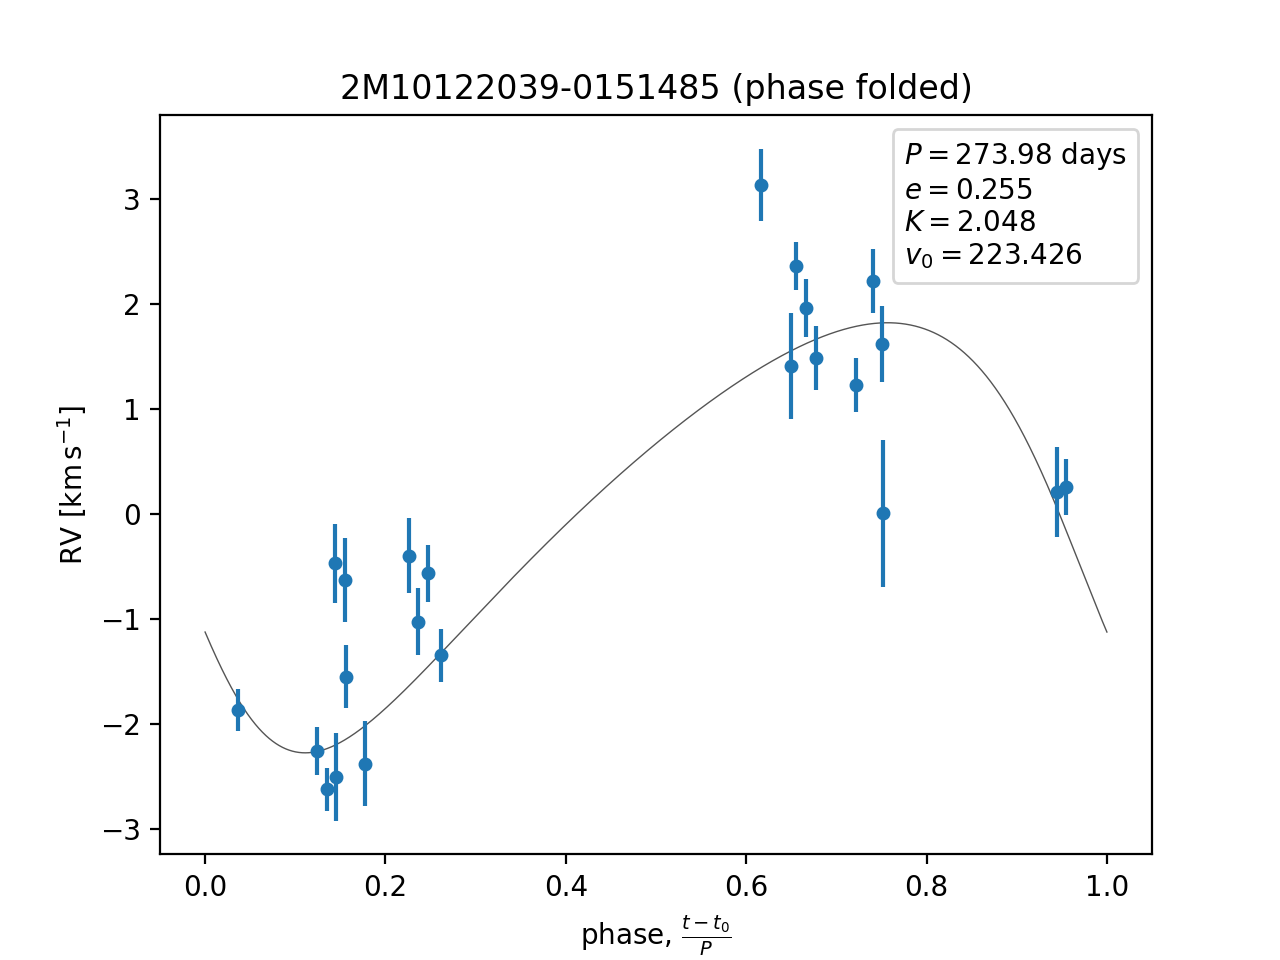 2M10122039-0151485 (phase folded)
P = 273.98 days
e = 0.255
K = 2.048
v₀ = 223.426
RV [km s⁻¹]
3
2
1
0
−1
−2
−3
0.0 0.2 0.4 0.6 0.8 1.0
phase, (t − t₀)/P